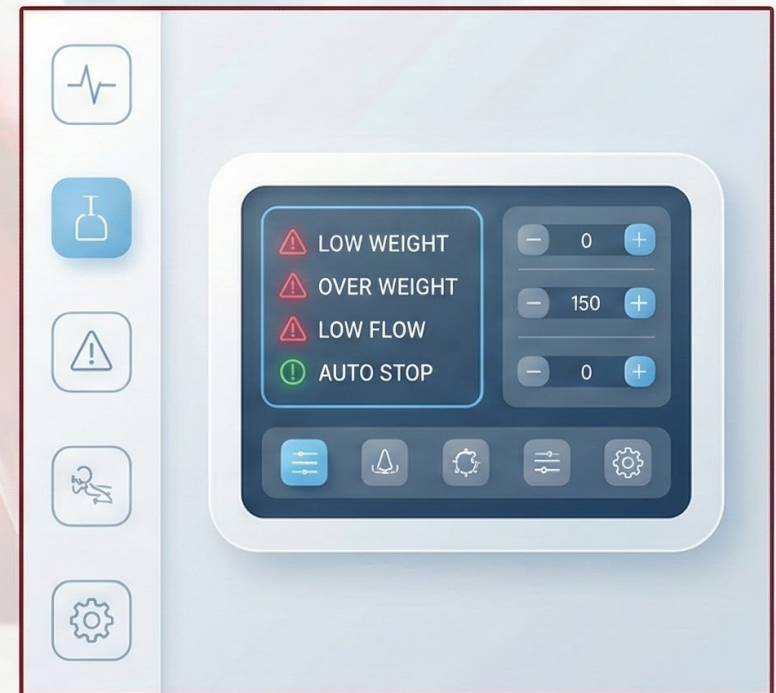 LOW WEIGHT
OVER WEIGHT
LOW FLOW
AUTO STOP
− 0 +
− 150 +
− 0 +